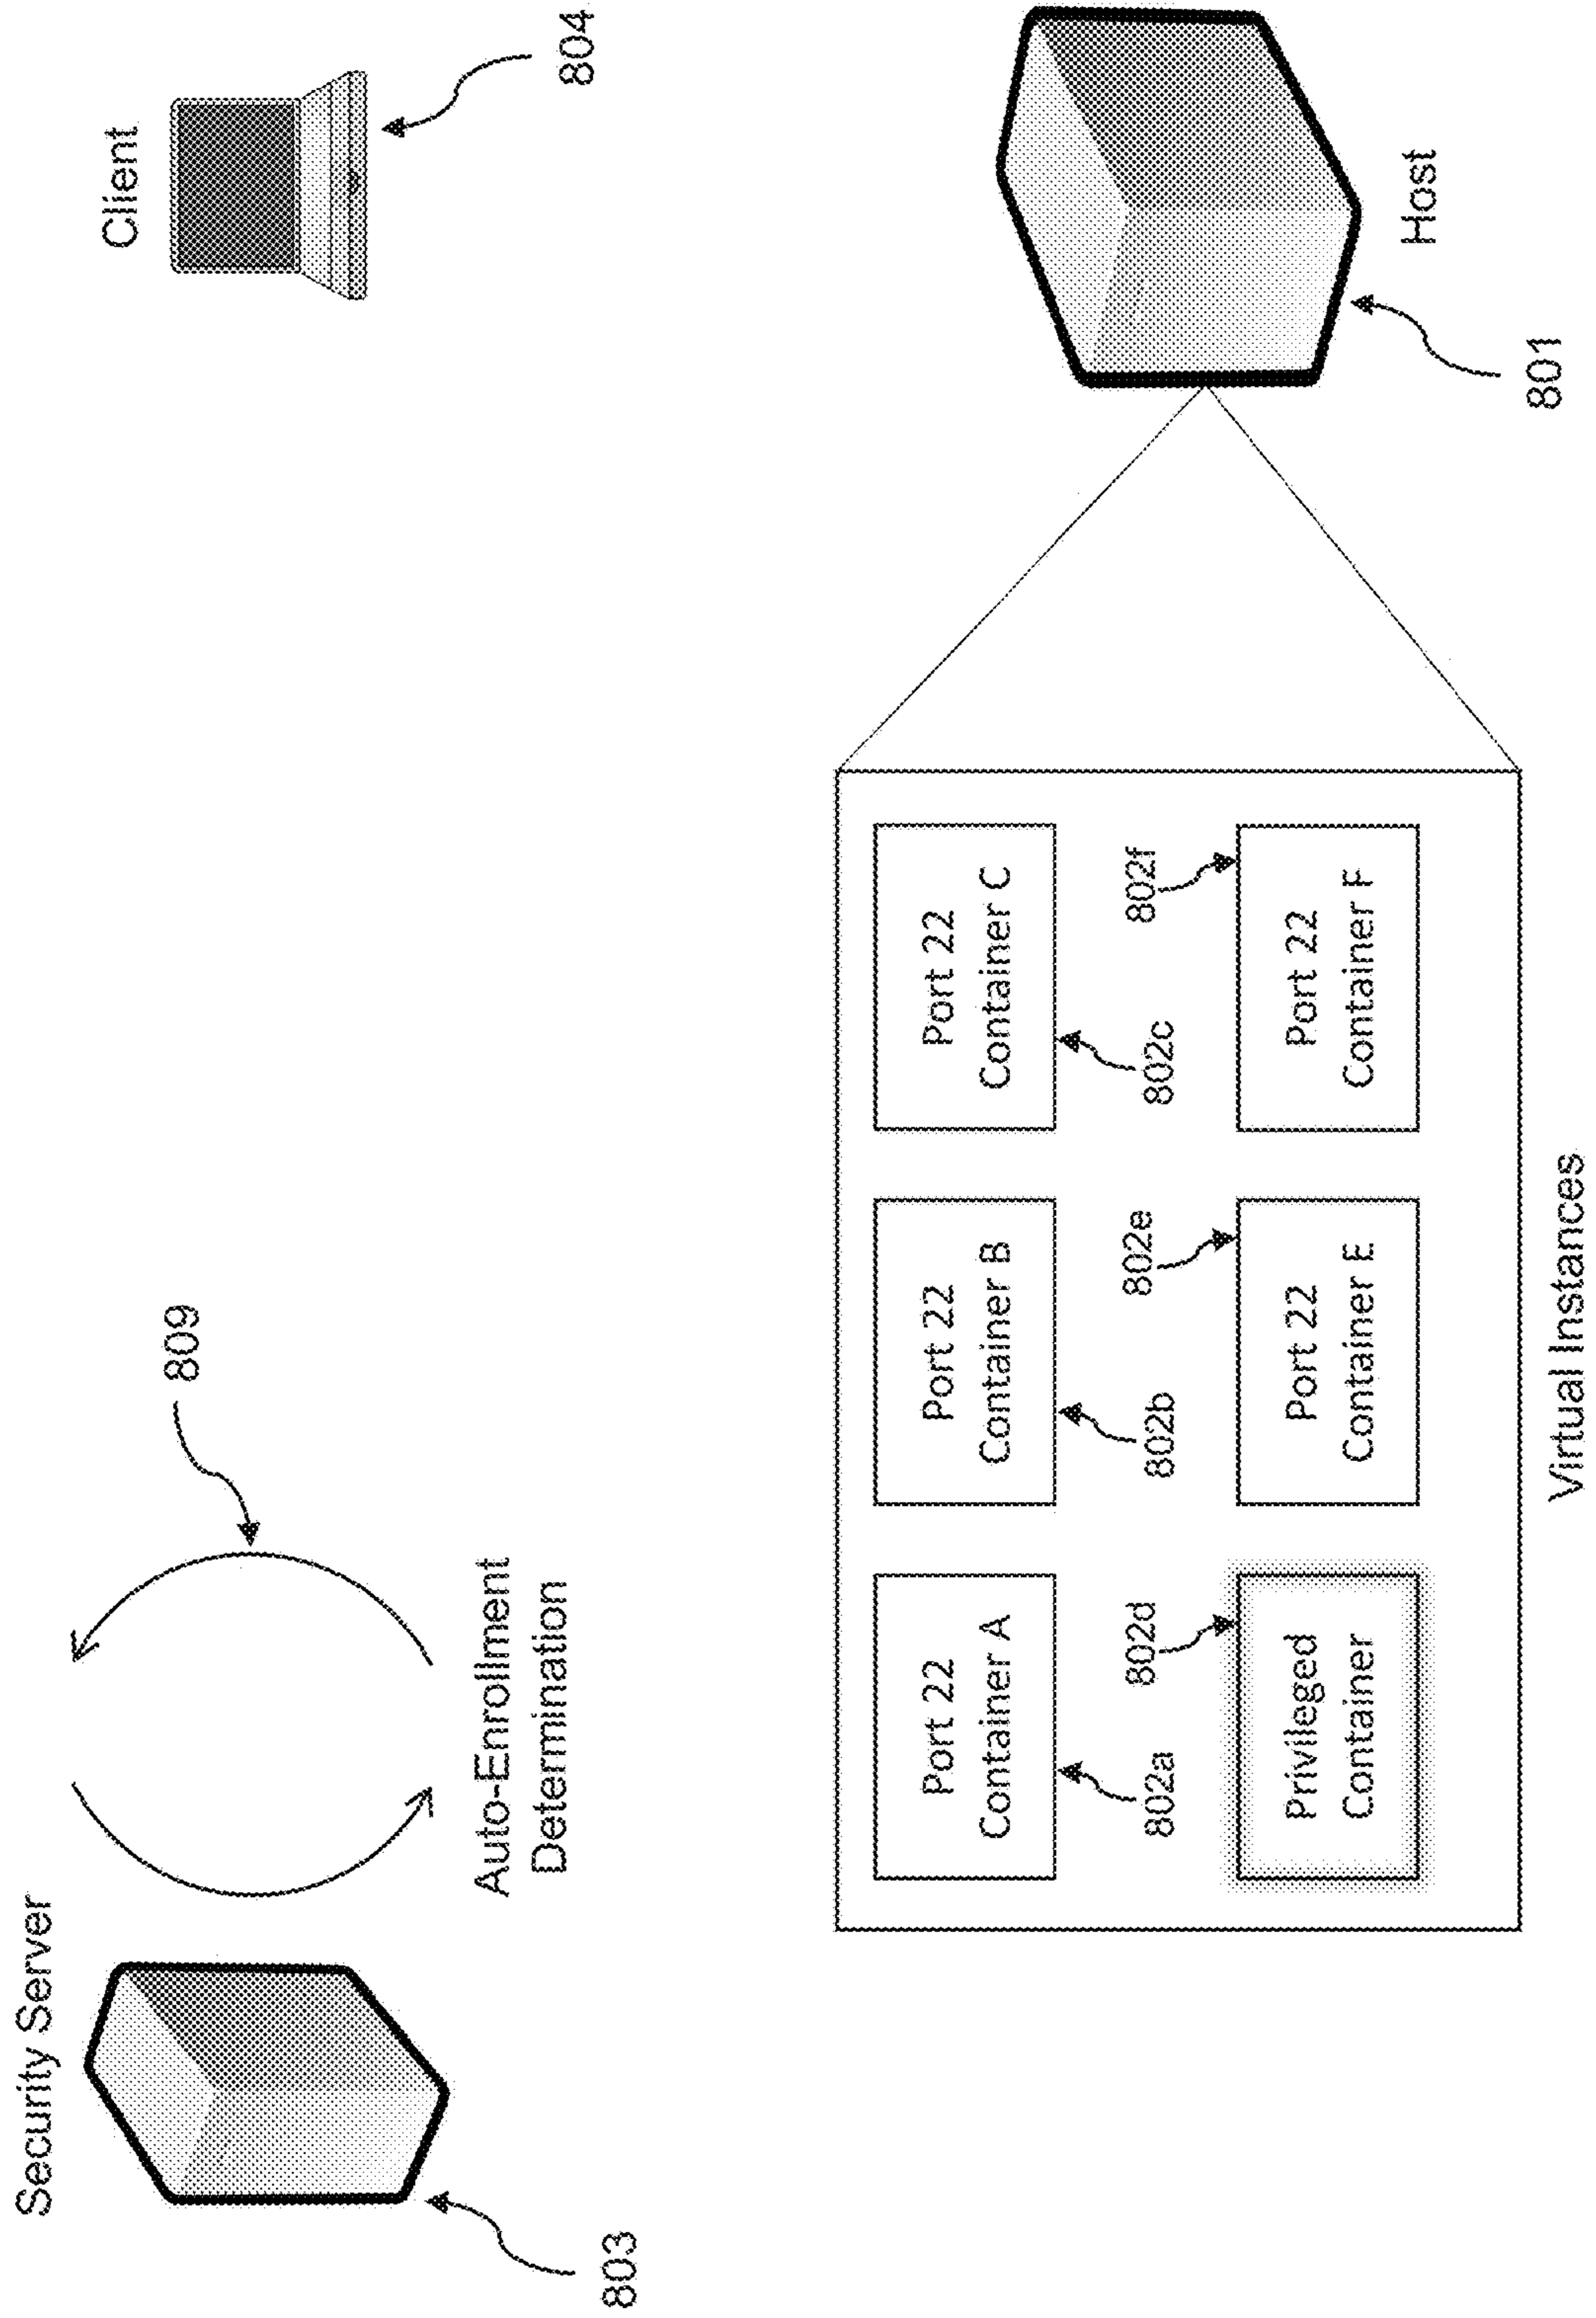 Security Server
803
809
Auto-Enrollment
Determination
Client
804
Port 22
Container A
802a
Port 22
Container B
802b
Port 22
Container C
802c
802d
Privileged
Container
802e
Port 22
Container E
802f
Port 22
Container F
Virtual Instances
Host
801